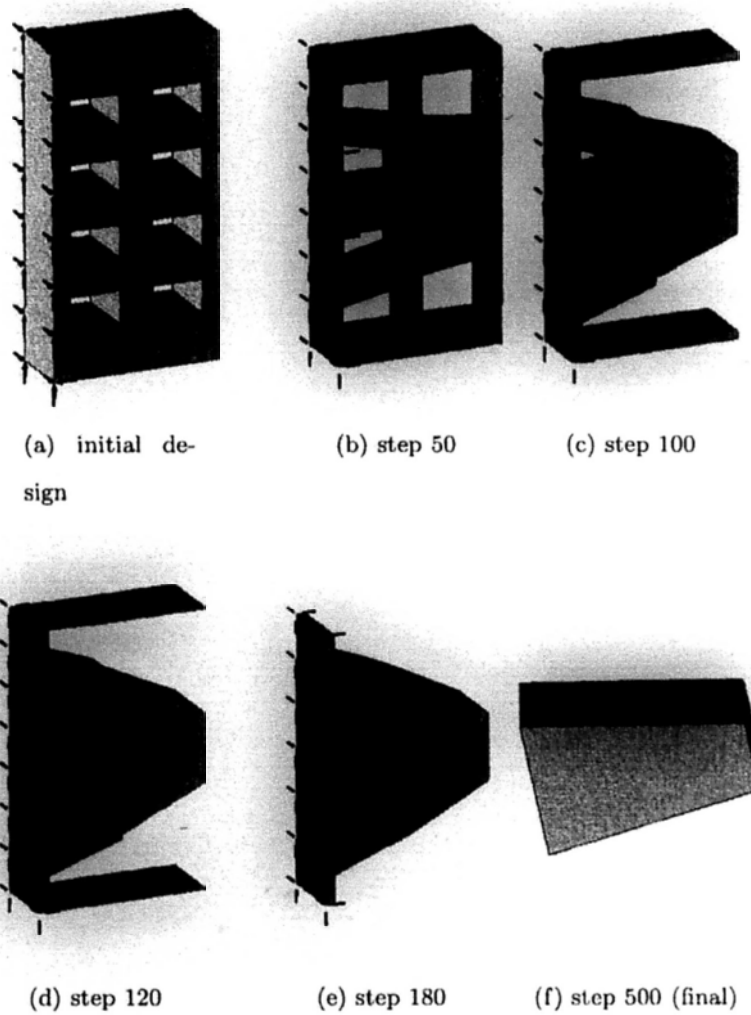 (a) initial de-
sign
(b) step 50
(c) step 100
(d) step 120
(e) step 180
(f) step 500 (final)